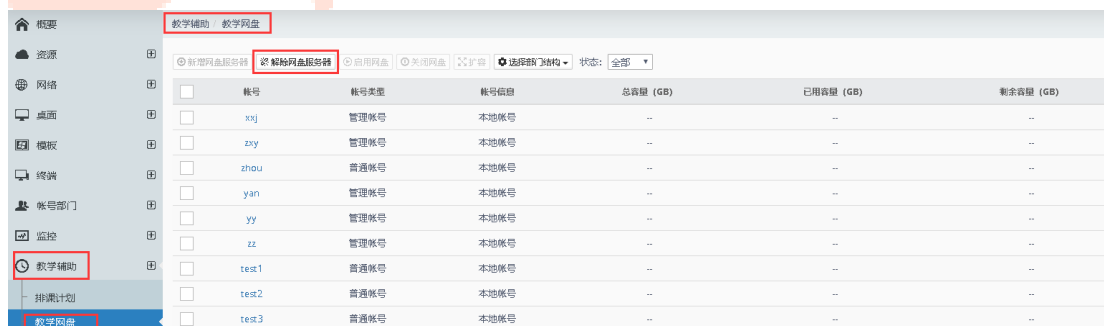 概要
资源
网络
桌面
模板
终端
帐号部门
监控
教学辅助
排课计划
教学网盘
教学辅助 / 教学网盘
新增网盘服务器 解除网盘服务器 启用网盘 关闭网盘 扩容 选择部门结构 状态: 全部
帐号 帐号类型 帐号信息 总容量 (GB) 已用容量 (GB) 剩余容量 (GB)
xxj 管理帐号 本地帐号 -- -- --
zxy 管理帐号 本地帐号 -- -- --
zhou 普通帐号 本地帐号 -- -- --
yan 管理帐号 本地帐号 -- -- --
yy 管理帐号 本地帐号 -- -- --
zz 管理帐号 本地帐号 -- -- --
test1 普通帐号 本地帐号 -- -- --
test2 普通帐号 本地帐号 -- -- --
test3 普通帐号 本地帐号 -- -- --